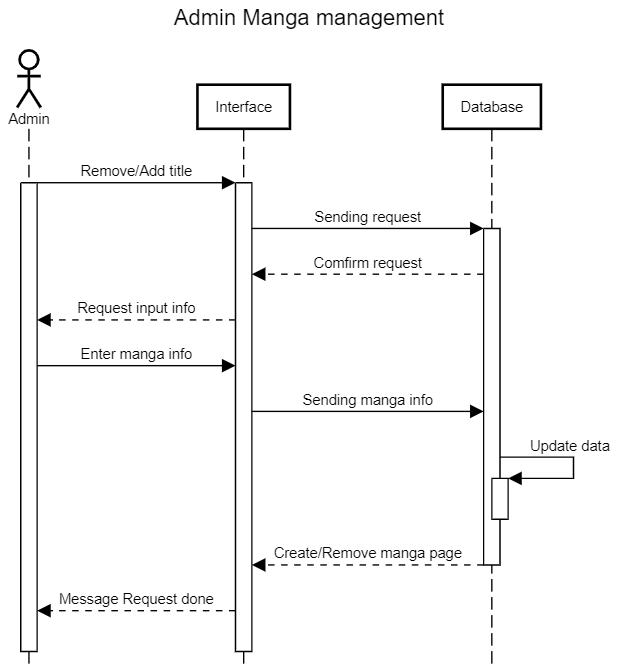 Admin Manga management
Admin
Interface
Database
Remove/Add title
Sending request
Comfirm request
Request input info
Enter manga info
Sending manga info
Update data
Create/Remove manga page
Message Request done